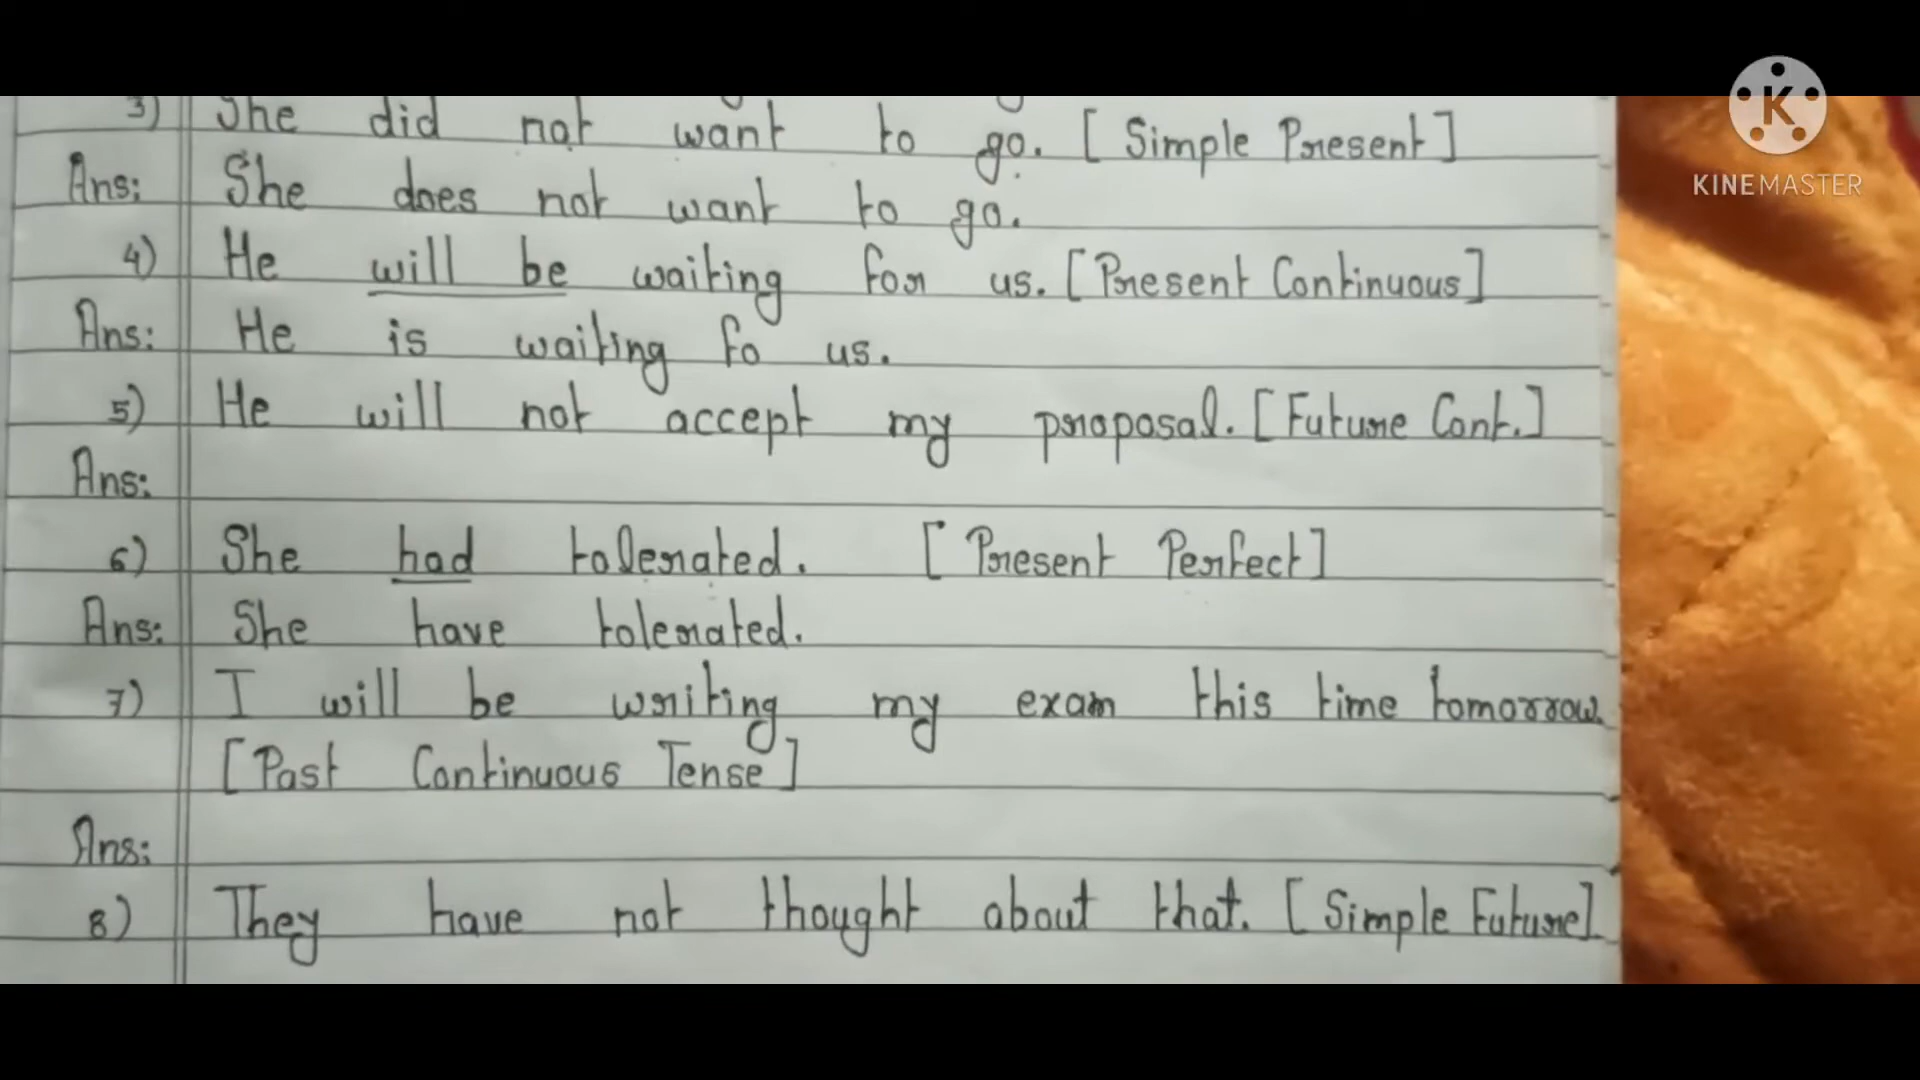 3) She did not want to go. [Simple Present]
Ans: She does not want to go.
4) He will be waiting for us. [Present Continuous]
Ans: He is waiting fo us.
5) He will not accept my proposal. [Future Cont.]
Ans:
6) She had tolerated. [Present Perfect]
Ans: She have tolerated.
7) I will be writing my exam this time tomorrow.
[Past Continuous Tense]
Ans:
8) They have not thought about that. [Simple Future]
K
KINEMASTER